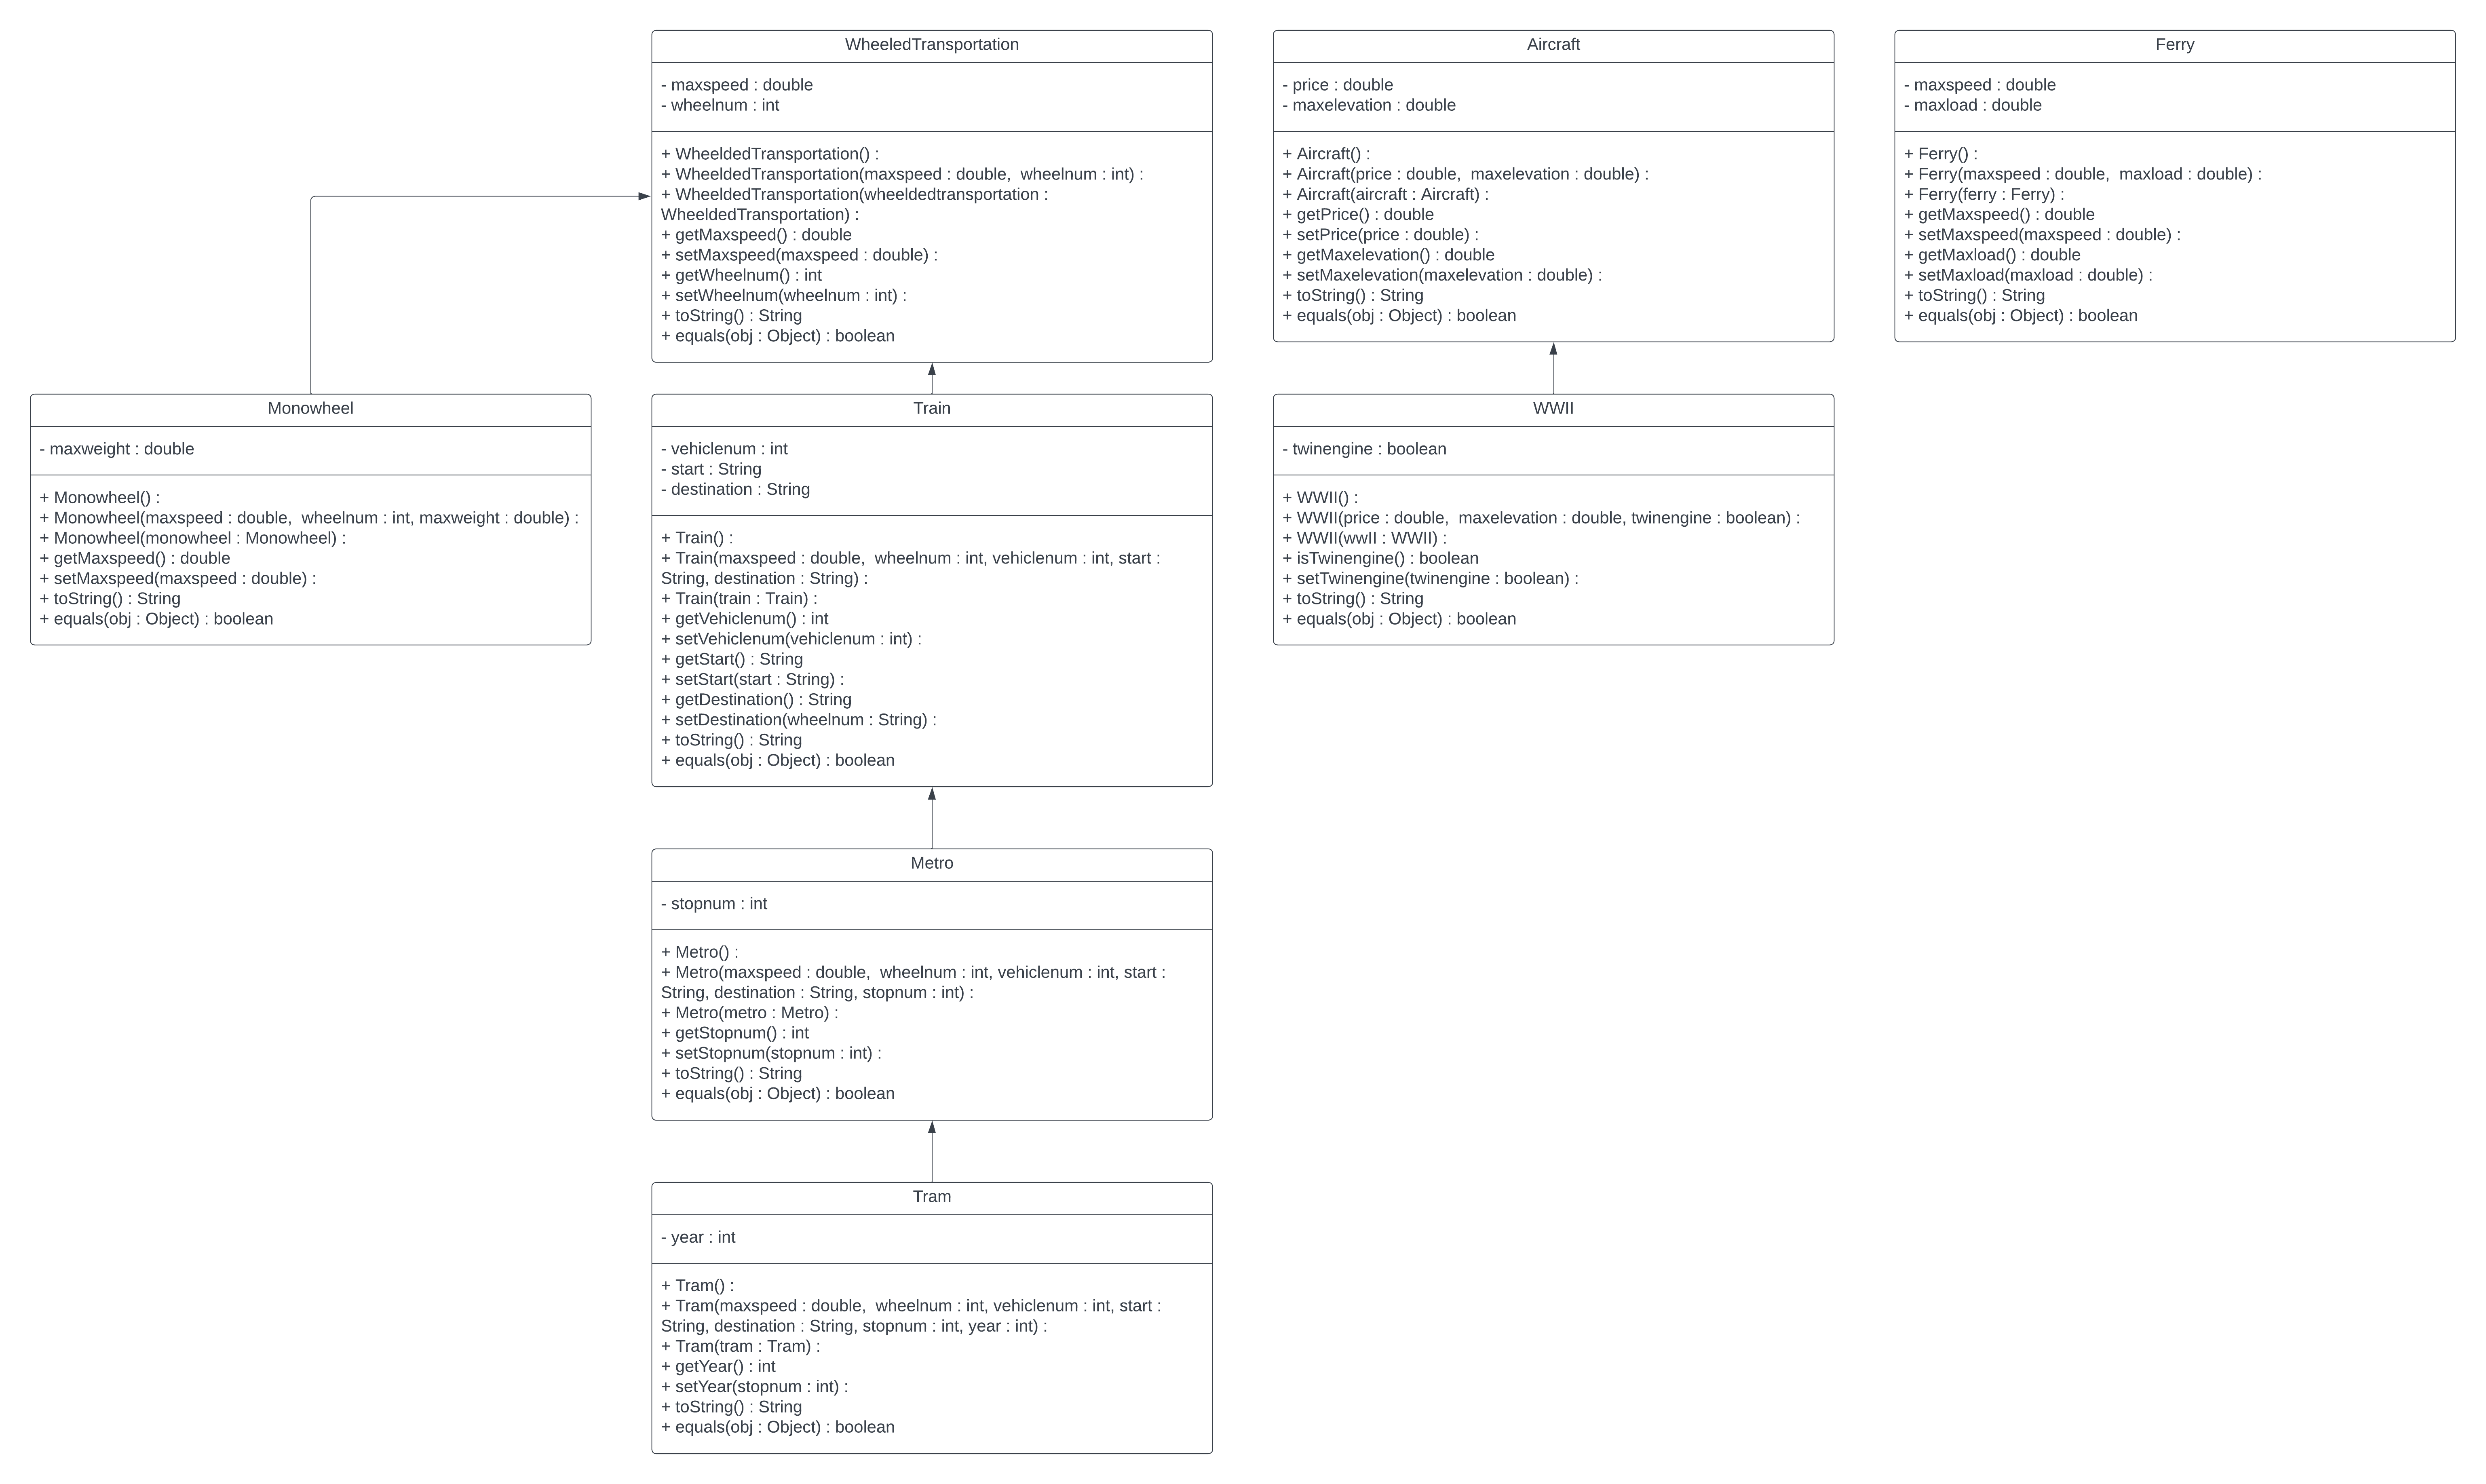 WheeledTransportation
- maxspeed : double
- wheelnum : int
+ WheeldedTransportation() :
+ WheeldedTransportation(maxspeed : double,  wheelnum : int) :
+ WheeldedTransportation(wheeldedtransportation :
WheeldedTransportation) :
+ getMaxspeed() : double
+ setMaxspeed(maxspeed : double) :
+ getWheelnum() : int
+ setWheelnum(wheelnum : int) :
+ toString() : String
+ equals(obj : Object) : boolean
Aircraft
- price : double
- maxelevation : double
+ Aircraft() :
+ Aircraft(price : double,  maxelevation : double) :
+ Aircraft(aircraft : Aircraft) :
+ getPrice() : double
+ setPrice(price : double) :
+ getMaxelevation() : double
+ setMaxelevation(maxelevation : double) :
+ toString() : String
+ equals(obj : Object) : boolean
Ferry
- maxspeed : double
- maxload : double
+ Ferry() :
+ Ferry(maxspeed : double,  maxload : double) :
+ Ferry(ferry : Ferry) :
+ getMaxspeed() : double
+ setMaxspeed(maxspeed : double) :
+ getMaxload() : double
+ setMaxload(maxload : double) :
+ toString() : String
+ equals(obj : Object) : boolean
Monowheel
- maxweight : double
+ Monowheel() :
+ Monowheel(maxspeed : double,  wheelnum : int, maxweight : double) :
+ Monowheel(monowheel : Monowheel) :
+ getMaxspeed() : double
+ setMaxspeed(maxspeed : double) :
+ toString() : String
+ equals(obj : Object) : boolean
Train
- vehiclenum : int
- start : String
- destination : String
+ Train() :
+ Train(maxspeed : double,  wheelnum : int, vehiclenum : int, start :
String, destination : String) :
+ Train(train : Train) :
+ getVehiclenum() : int
+ setVehiclenum(vehiclenum : int) :
+ getStart() : String
+ setStart(start : String) :
+ getDestination() : String
+ setDestination(wheelnum : String) :
+ toString() : String
+ equals(obj : Object) : boolean
WWII
- twinengine : boolean
+ WWII() :
+ WWII(price : double,  maxelevation : double, twinengine : boolean) :
+ WWII(wwII : WWII) :
+ isTwinengine() : boolean
+ setTwinengine(twinengine : boolean) :
+ toString() : String
+ equals(obj : Object) : boolean
Metro
- stopnum : int
+ Metro() :
+ Metro(maxspeed : double,  wheelnum : int, vehiclenum : int, start :
String, destination : String, stopnum : int) :
+ Metro(metro : Metro) :
+ getStopnum() : int
+ setStopnum(stopnum : int) :
+ toString() : String
+ equals(obj : Object) : boolean
Tram
- year : int
+ Tram() :
+ Tram(maxspeed : double,  wheelnum : int, vehiclenum : int, start :
String, destination : String, stopnum : int, year : int) :
+ Tram(tram : Tram) :
+ getYear() : int
+ setYear(stopnum : int) :
+ toString() : String
+ equals(obj : Object) : boolean